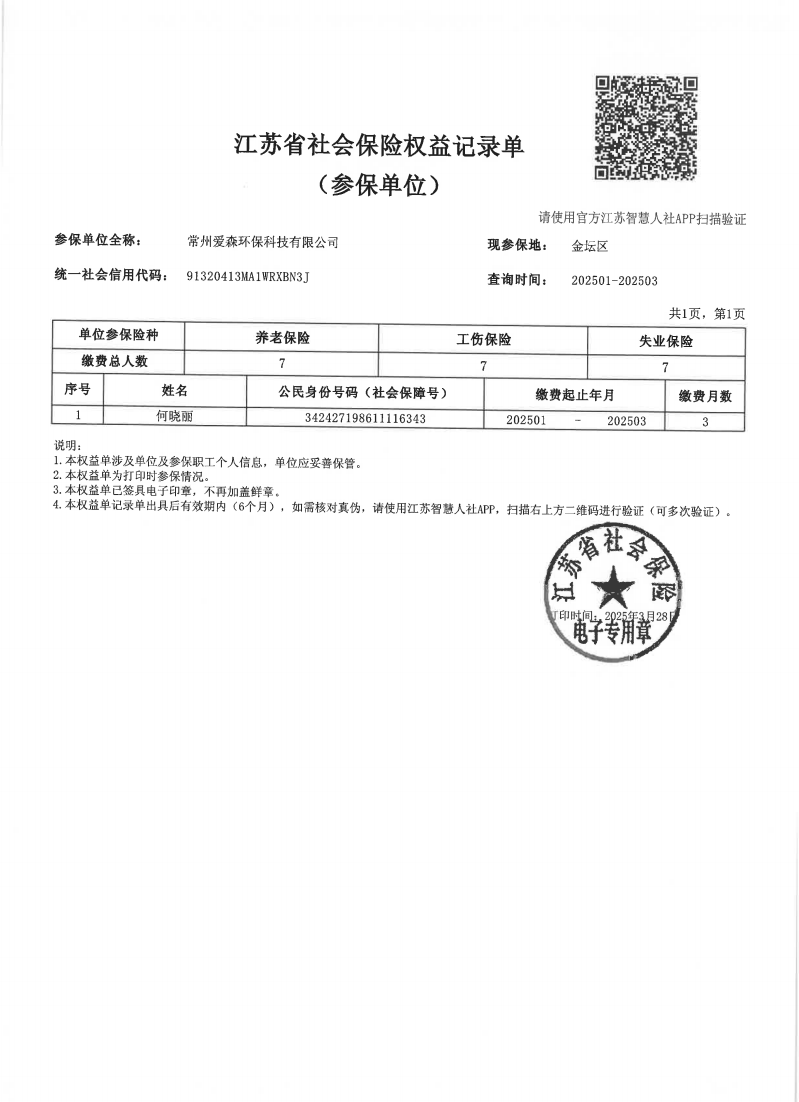 江苏省社会保险权益记录单
（参保单位）
请使用官方江苏智慧人社APP扫描验证
参保单位全称： 常州爱森环保科技有限公司 现参保地： 金坛区
统一社会信用代码： 91320413MA1WRXBN3J 查询时间： 202501-202503
共1页，第1页
单位参保险种 养老保险 工伤保险 失业保险
缴费总人数 7 7 7
序号 姓名 公民身份号码（社会保障号） 缴费起止年月 缴费月数
1 何晓丽 342427198611116343 202501 - 202503 3
说明：
1.本权益单涉及单位及参保职工个人信息，单位应妥善保管。
2.本权益单为打印时参保情况。
3.本权益单已签具电子印章，不再加盖鲜章。
4.本权益单记录单出具后有效期内（6个月），如需核对真伪，请使用江苏智慧人社APP，扫描右上方二维码进行验证（可多次验证）。
江苏省社会保险
打印时间：2025年3月28日
电子专用章